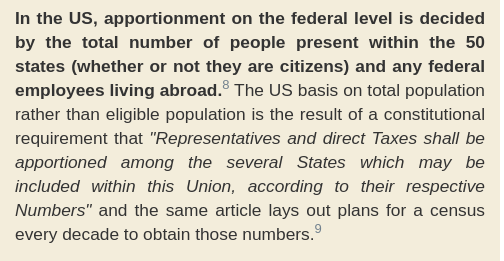 In the US, apportionment on the federal level is decided
by the total number of people present within the 50
states (whether or not they are citizens) and any federal
employees living abroad.8 The US basis on total population
rather than eligible population is the result of a constitutional
requirement that "Representatives and direct Taxes shall be
apportioned among the several States which may be
included within this Union, according to their respective
Numbers" and the same article lays out plans for a census
every decade to obtain those numbers.9